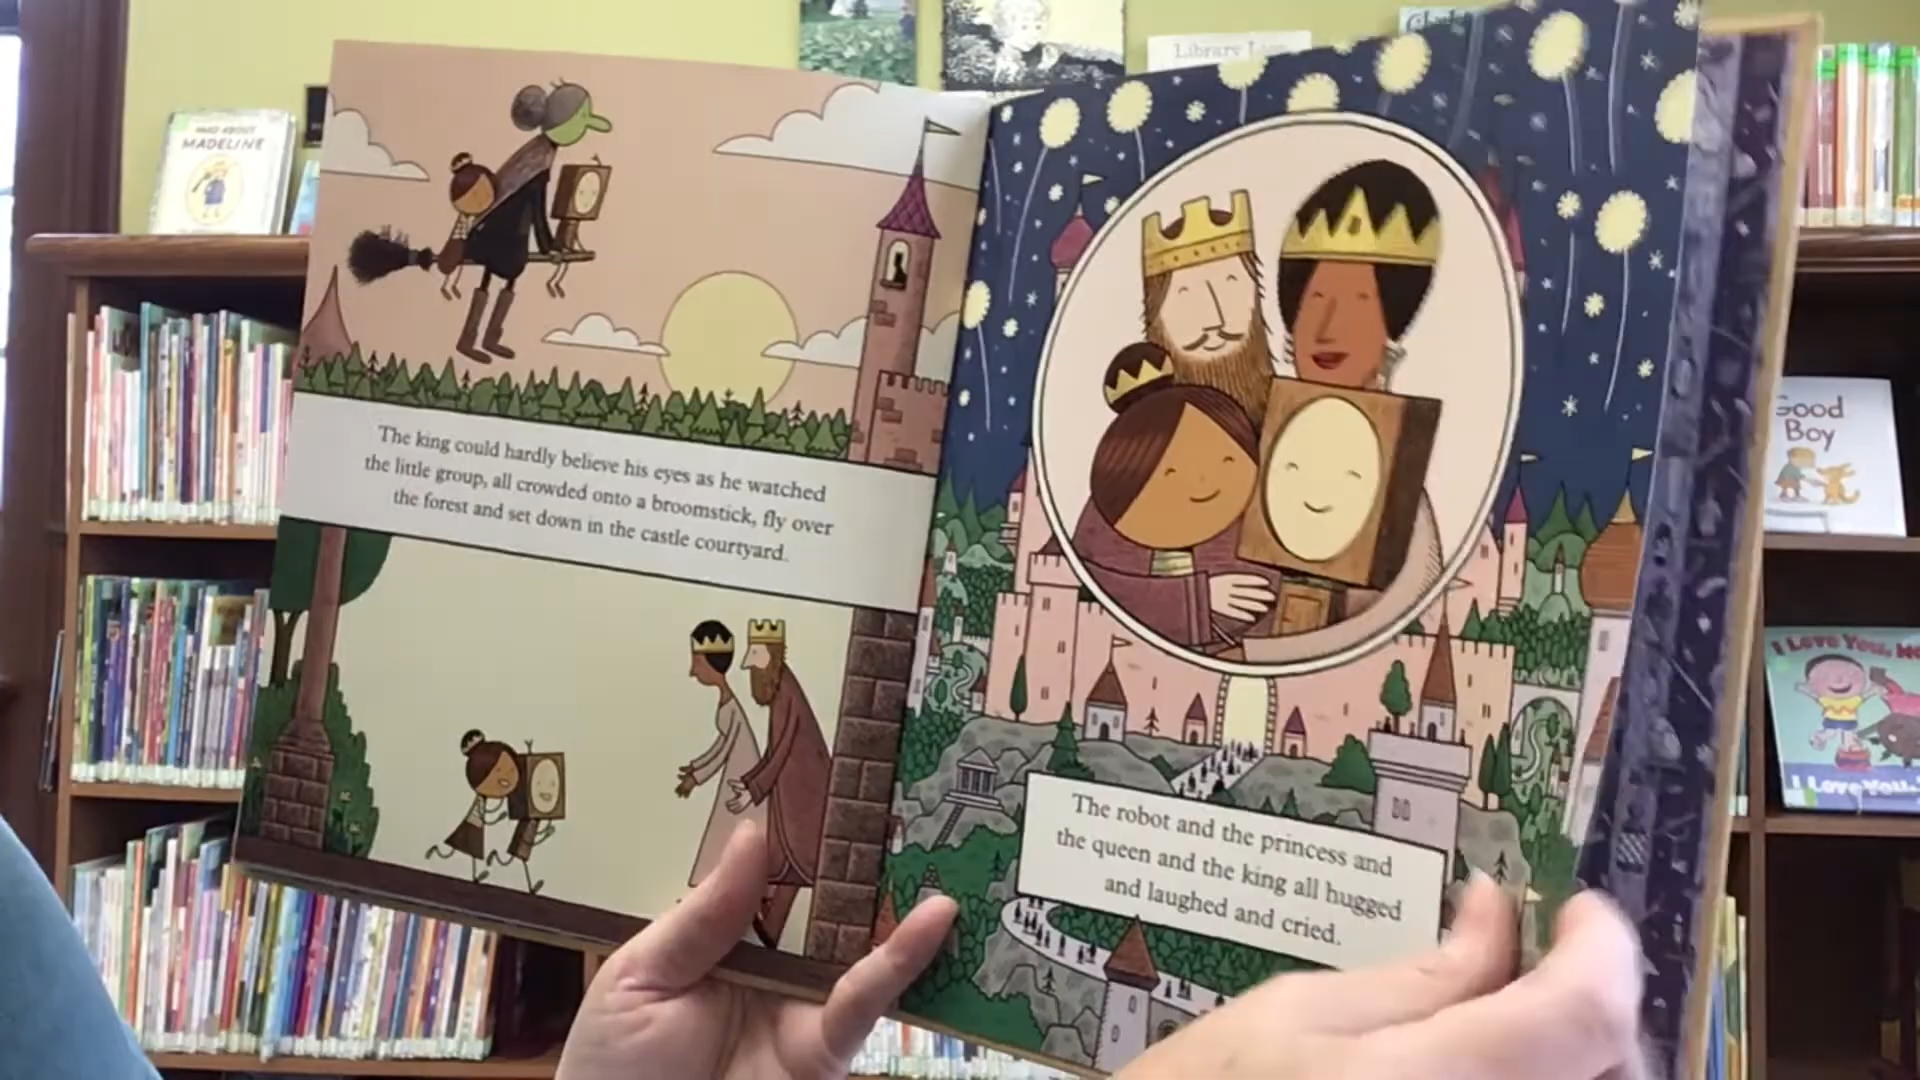 MAD ABOUT
MADELINE
Library
The king could hardly believe his eyes as he watched
the little group, all crowded onto a broomstick, fly over
the forest and set down in the castle courtyard.
The robot and the princess and
the queen and the king all hugged
and laughed and cried.
Good
Boy
I Love You,
I Love You,